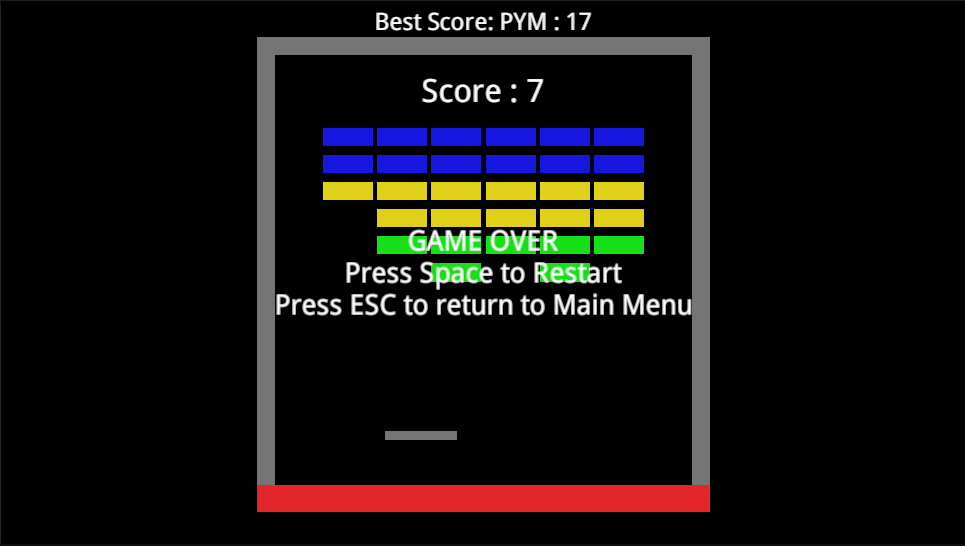 Best Score: PYM : 17
Score : 7
GAME OVER
Press Space to Restart
Press ESC to return to Main Menu